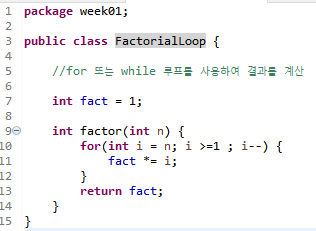 1 package week01;
2
3 public class FactorialLoop {
4
5     //for 또는 while 루프를 사용하여 결과를 계산
6
7     int fact = 1;
8
9     int factor(int n) {
10         for(int i = n; i >=1 ; i--) {
11             fact *= i;
12         }
13         return fact;
14     }
15 }